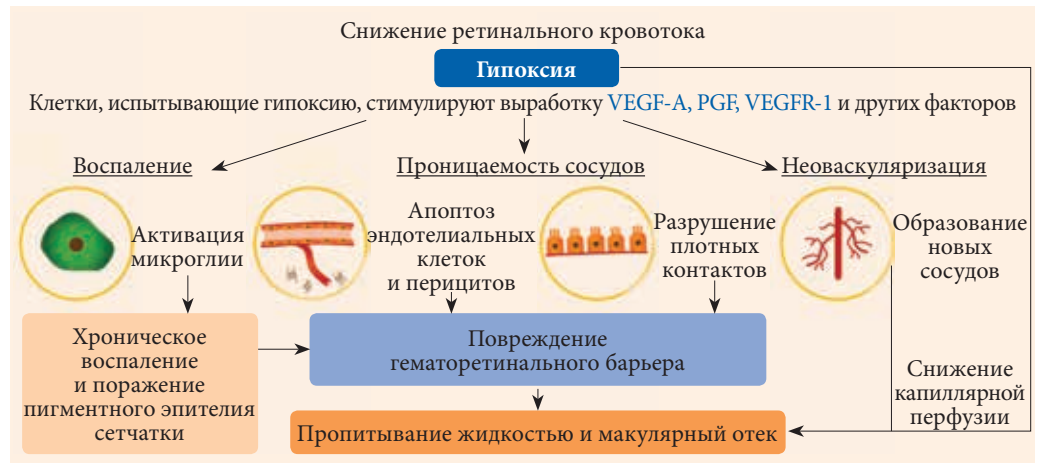 Снижение ретинального кровотока
Гипоксия
Клетки, испытывающие гипоксию, стимулируют выработку VEGF-A, PGF, VEGFR-1 и других факторов
Воспаление
Проницаемость сосудов
Неоваскуляризация
Активация
микроглии
Апоптоз
эндотелиальных
клеток
и перицитов
Разрушение
плотных
контактов
Образование
новых
сосудов
Хроническое
воспаление
и поражение
пигментного эпителия
сетчатки
Повреждение
гематоретинального барьера
Снижение
капиллярной
перфузии
Пропитывание жидкостью и макулярный отек